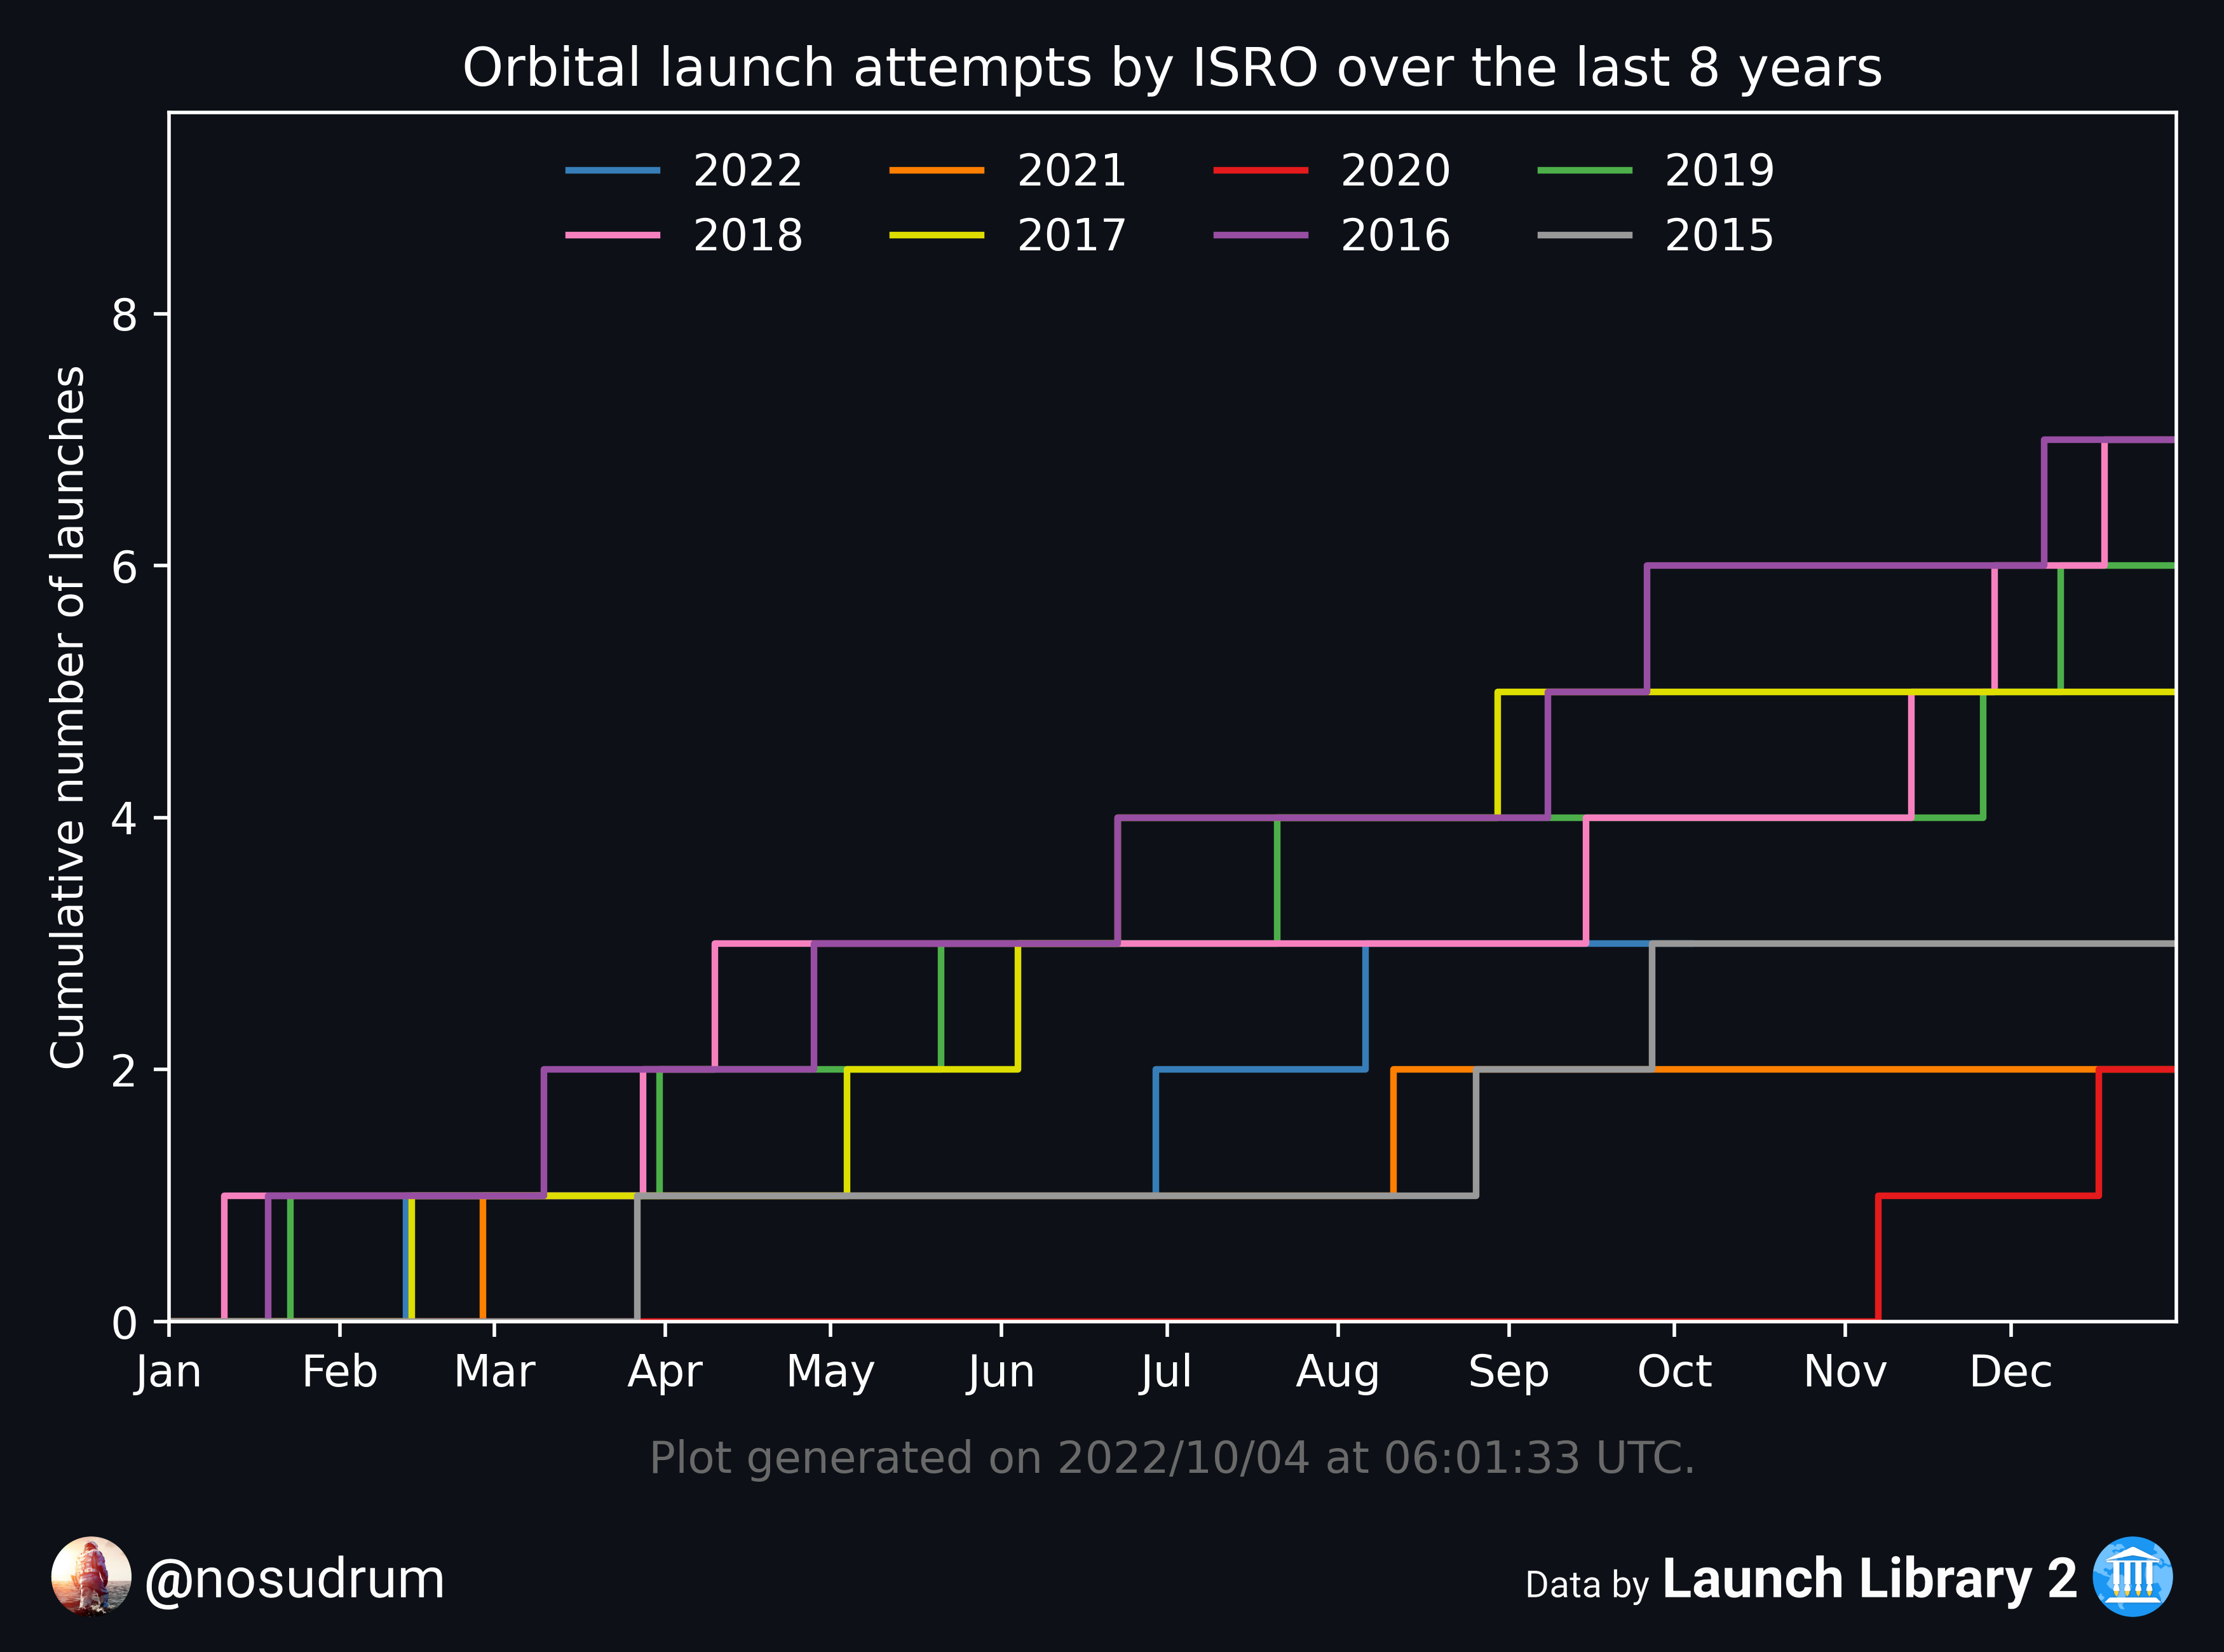 Orbital launch attempts by ISRO over the last 8 years
2022 2021 2020 2019
2018 2017 2016 2015
Cumulative number of launches
8
6
4
2
0
Jan Feb Mar Apr May Jun Jul Aug Sep Oct Nov Dec
Plot generated on 2022/10/04 at 06:01:33 UTC.
@nosudrum
Data by Launch Library 2